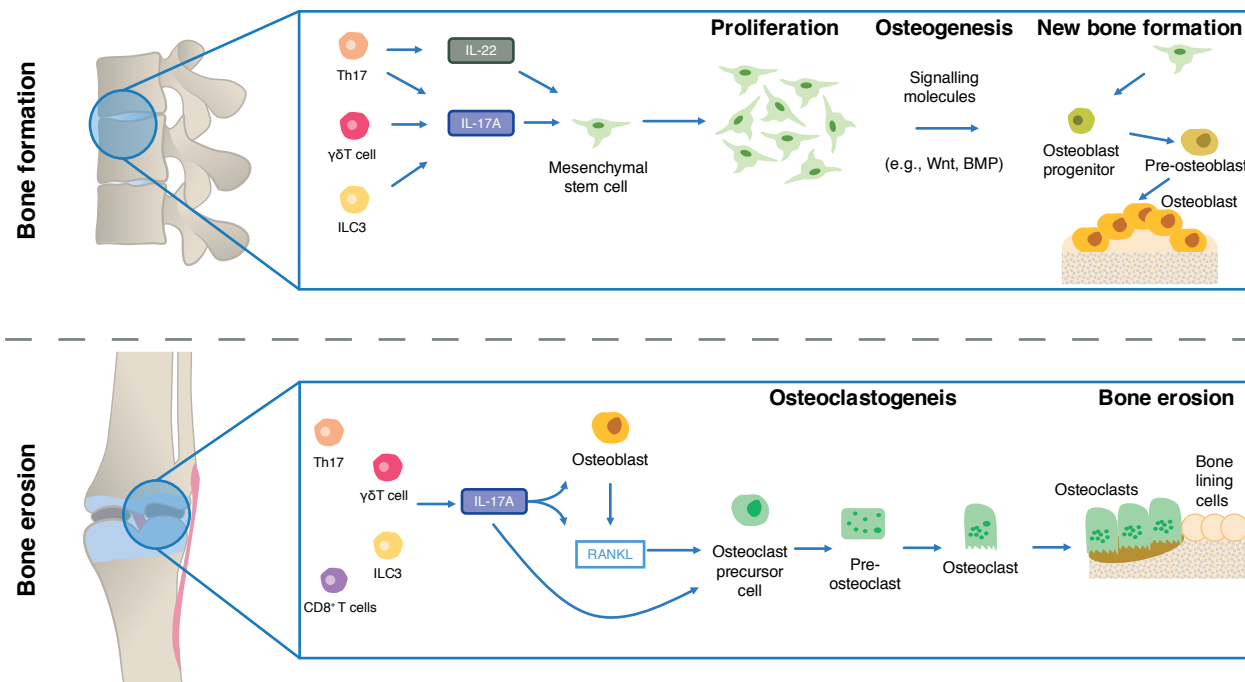 Bone formation
Th17
γδT cell
ILC3
IL-22
IL-17A
Mesenchymal
stem cell
Proliferation
Osteogenesis
Signalling
molecules
(e.g., Wnt, BMP)
New bone formation
Osteoblast
progenitor
Pre-osteoblast
Osteoblast
Bone erosion
Th17
γδT cell
ILC3
CD8⁺ T cells
IL-17A
Osteoblast
RANKL
Osteoclastogeneis
Osteoclast
precursor
cell
Pre-
osteoclast
Osteoclast
Bone erosion
Osteoclasts
Bone
lining
cells